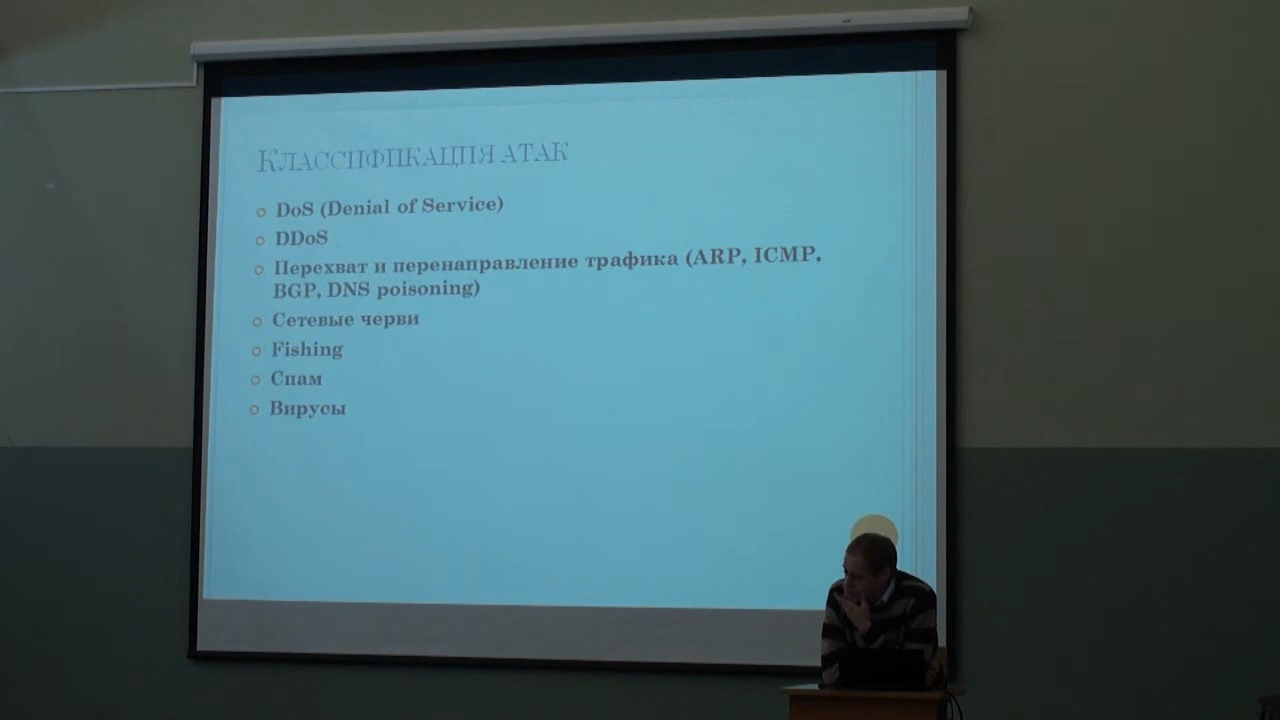 Классификация атак
DoS (Denial of Service)
DDoS
Перехват и перенаправление трафика (ARP, ICMP,
BGP, DNS poisoning)
Сетевые черви
Fishing
Спам
Вирусы